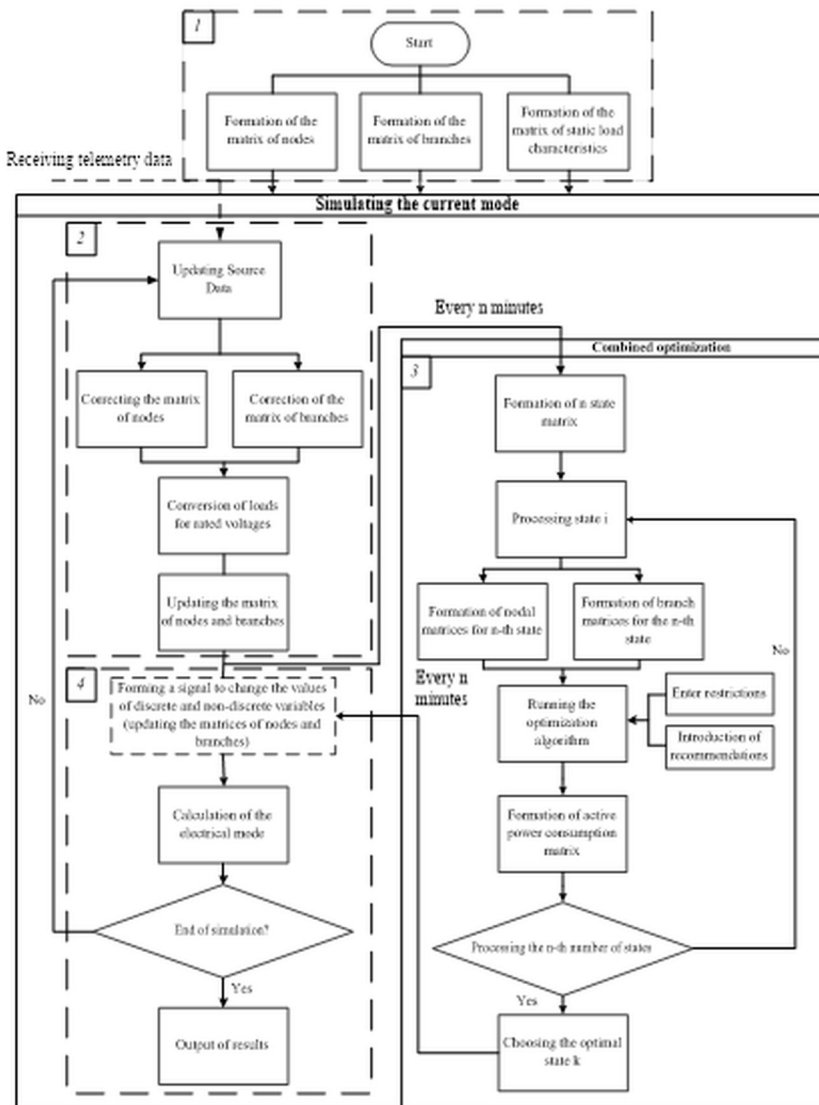 1
Start
Formation of the
matrix of nodes
Formation of the
matrix of branches
Formation of the
matrix of static load
characteristics
Receiving telemetry data
Simulating the current mode
2
Updating Source
Data
Correcting the matrix
of nodes
Correction of the
matrix of branches
Conversion of loads
for rated voltages
Updating the matrix
of nodes and branches
Every n minutes
Combined optimization
3
Formation of n state
matrix
Processing state i
Formation of nodal
matrices for n-th state
Formation of branch
matrices for the n-th
state
No
Every n
minutes
Running the
optimization
algorithm
Enter restrictions
Introduction of
recommendations
Formation of active
power consumption
matrix
Processing the n-th number of states
Yes
Choosing the optimal
state k
4
Forming a signal to change the values
of discrete and non-discrete variables
(updating the matrices of nodes and
branches)
No
Calculation of the
electrical mode
End of simulation?
Yes
Output of results